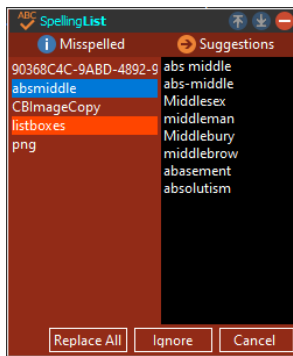 ABC SpellingList
Misspelled Suggestions
90368C4C-9ABD-4892-9
absmiddle
CBImageCopy
listboxes
png
abs middle
abs-middle
Middlesex
middleman
Middlebury
middlebrow
abasement
absolutism
Replace All Ignore Cancel